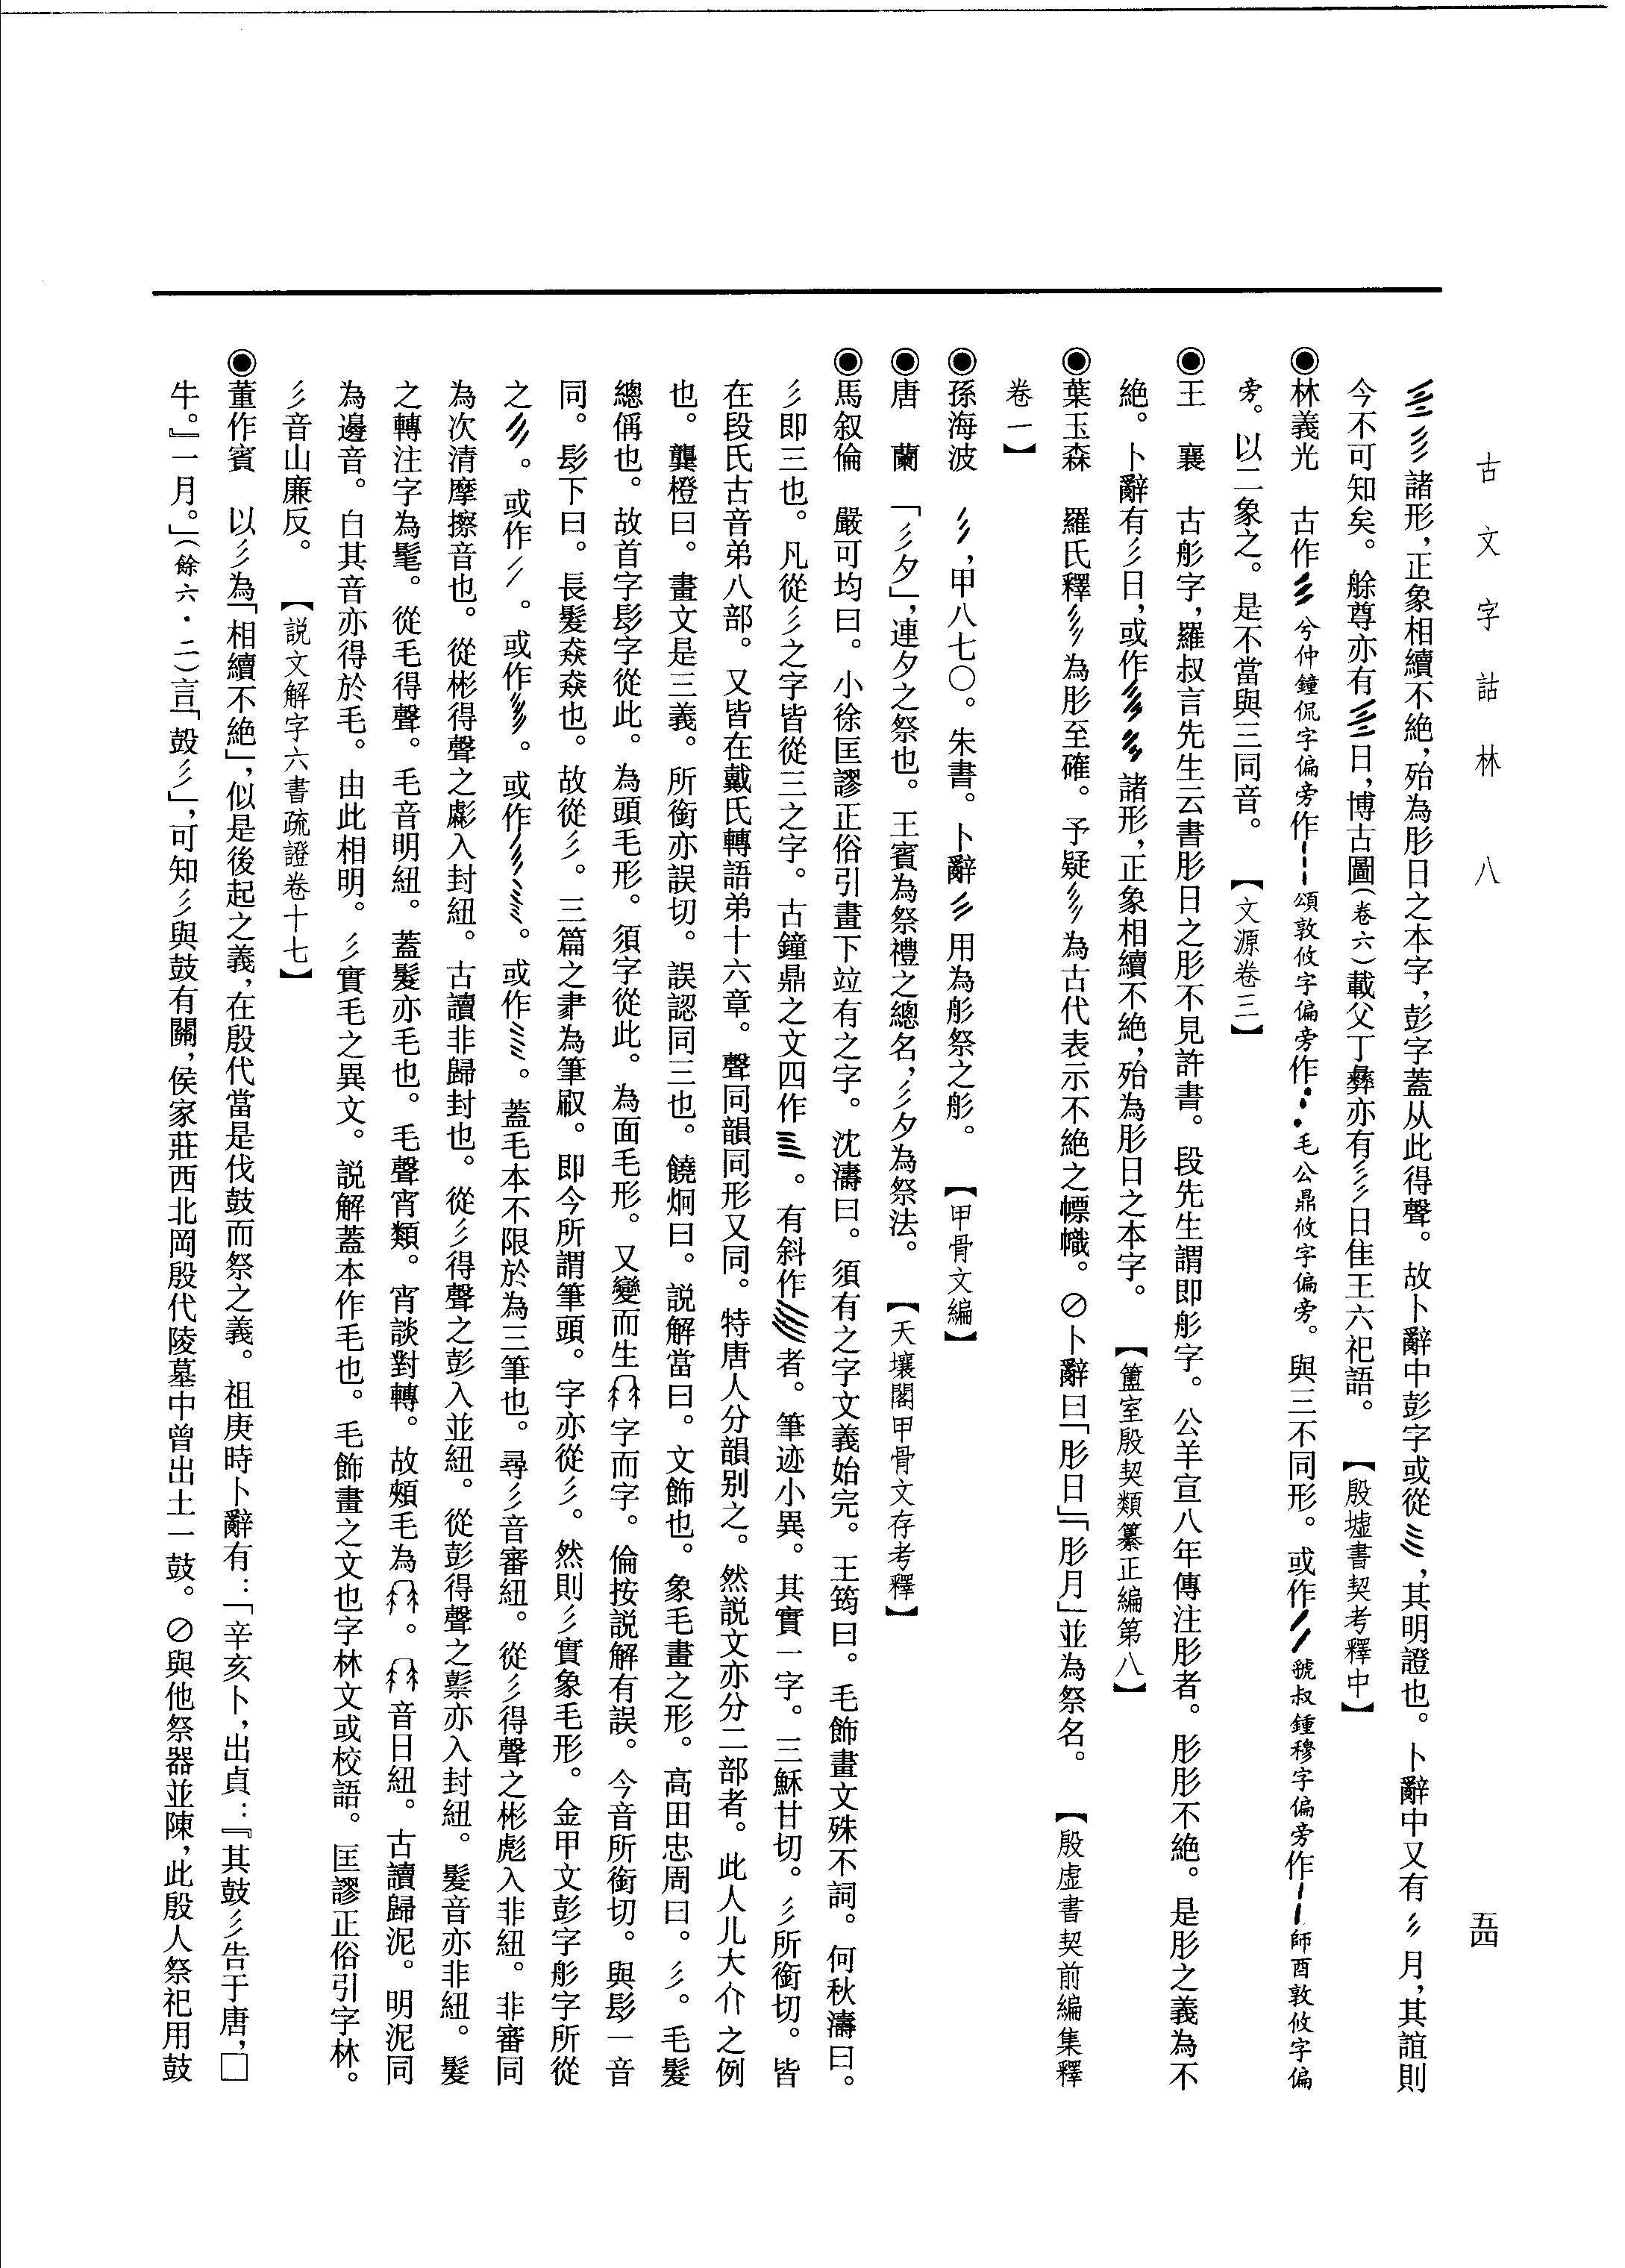 古文字詁林 八
五四
諸形，正象相續不絕，殆為肜日之本字，彭字蓋从此得聲。故卜辭中彭字或從，其明證也。卜辭中又有彡月，其誼則
今不可知矣。艅尊亦有日，博古圖（卷六）載父丁彝亦有彡日隹王六祀語。【殷墟書契考釋中】
◉林義光　古作兮仲鐘侃字偏旁作頌敦攸字偏旁作毛公鼎攸字偏旁。與三不同形。或作虢叔鍾穆字偏旁作師酉敦攸字偏
旁。以二象之。是不當與三同音。【文源卷三】
◉王　襄　古彤字，羅叔言先生云書肜日之肜不見許書。段先生謂即彤字。公羊宣八年傳注肜者。肜肜不絕。是肜之義為不
絕。卜辭有彡日，或作諸形，正象相續不絕，殆為肜日之本字。【簠室殷契類纂正編第八】
◉葉玉森　羅氏釋為肜至確。予疑為古代表示不絕之幖幟。⊘卜辭曰「肜日」「肜月」並為祭名。【殷虛書契前編集釋
卷一】
◉孫海波　，甲八七〇。朱書。卜辭用為彤祭之彤。【甲骨文編】
◉唐　蘭　「彡夕」，連夕之祭也。王賓為祭禮之總名，彡夕為祭法。【天壤閣甲骨文存考釋】
◉馬叙倫　嚴可均曰。小徐匡謬正俗引畫下竝有之字。沈濤曰。須有之字文義始完。王筠曰。毛飾畫文殊不詞。何秋濤曰。
彡即三也。凡從彡之字皆從三之字。古鐘鼎之文四作。有斜作者。筆迹小異。其實一字。三穌甘切。彡所銜切。皆
在段氏古音弟八部。又皆在戴氏轉語弟十六章。聲同韻同形又同。特唐人分韻別之。然說文亦分二部者。此人儿大介之例
也。龔橙曰。畫文是三義。所銜亦誤切。誤認同三也。饒炯曰。說解當曰。文飾也。象毛畫之形。高田忠周曰。彡。毛髮
總偁也。故首字髟字從此。為頭毛形。須字從此。為面毛形。又變而生字而字。倫按說解有誤。今音所銜切。與髟一音
同。髟下曰。長髮猋猋也。故從彡。三篇之𦘔為筆㕞。即今所謂筆頭。字亦從彡。然則彡實象毛形。金甲文彭字彤字所從
之。或作。或作。或作。或作。蓋毛本不限於為三筆也。尋彡音審紐。從彡得聲之彬彪入非紐。非審同
為次清摩擦音也。從彬得聲之虨入封紐。古讀非歸封也。從彡得聲之彭入並紐。從彭得聲之䰃亦入封紐。髮音亦非紐。髮
之轉注字為髦。從毛得聲。毛音明紐。蓋髮亦毛也。毛聲宵類。宵談對轉。故頰毛為。音日紐。古讀歸泥。明泥同
為邊音。自其音亦得於毛。由此相明。彡實毛之異文。說解蓋本作毛也。毛飾畫之文也字林文或校語。匡謬正俗引字林。
彡音山廉反。【說文解字六書疏證卷十七】
◉董作賓　以彡為「相續不絕」，似是後起之義，在殷代當是伐鼓而祭之義。祖庚時卜辭有：「辛亥卜，出貞：『其鼓彡告于唐，□
牛。』一月。」（餘六·二）言「鼓彡」，可知彡與鼓有關，侯家莊西北岡殷代陵墓中曾出土一鼓。⊘與他祭器並陳，此殷人祭祀用鼓